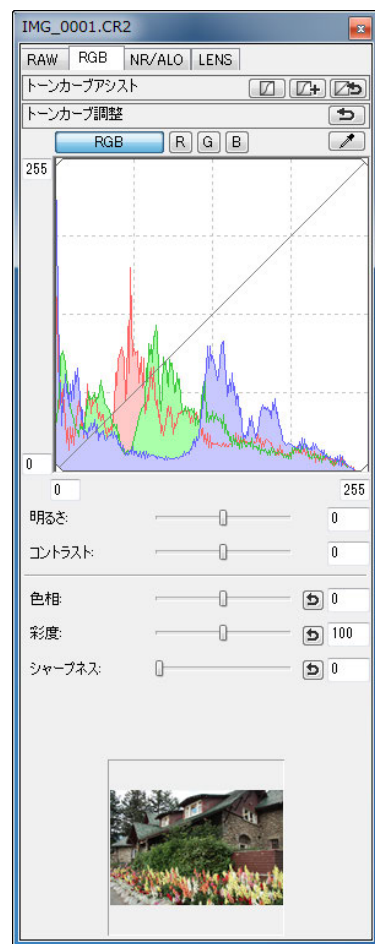 IMG_0001.CR2
RAW RGB NR/ALO LENS
トーンカーブアシスト
トーンカーブ調整
RGB R G B
255
0
0 255
明るさ: 0
コントラスト: 0
色相: 0
彩度: 100
シャープネス: 0